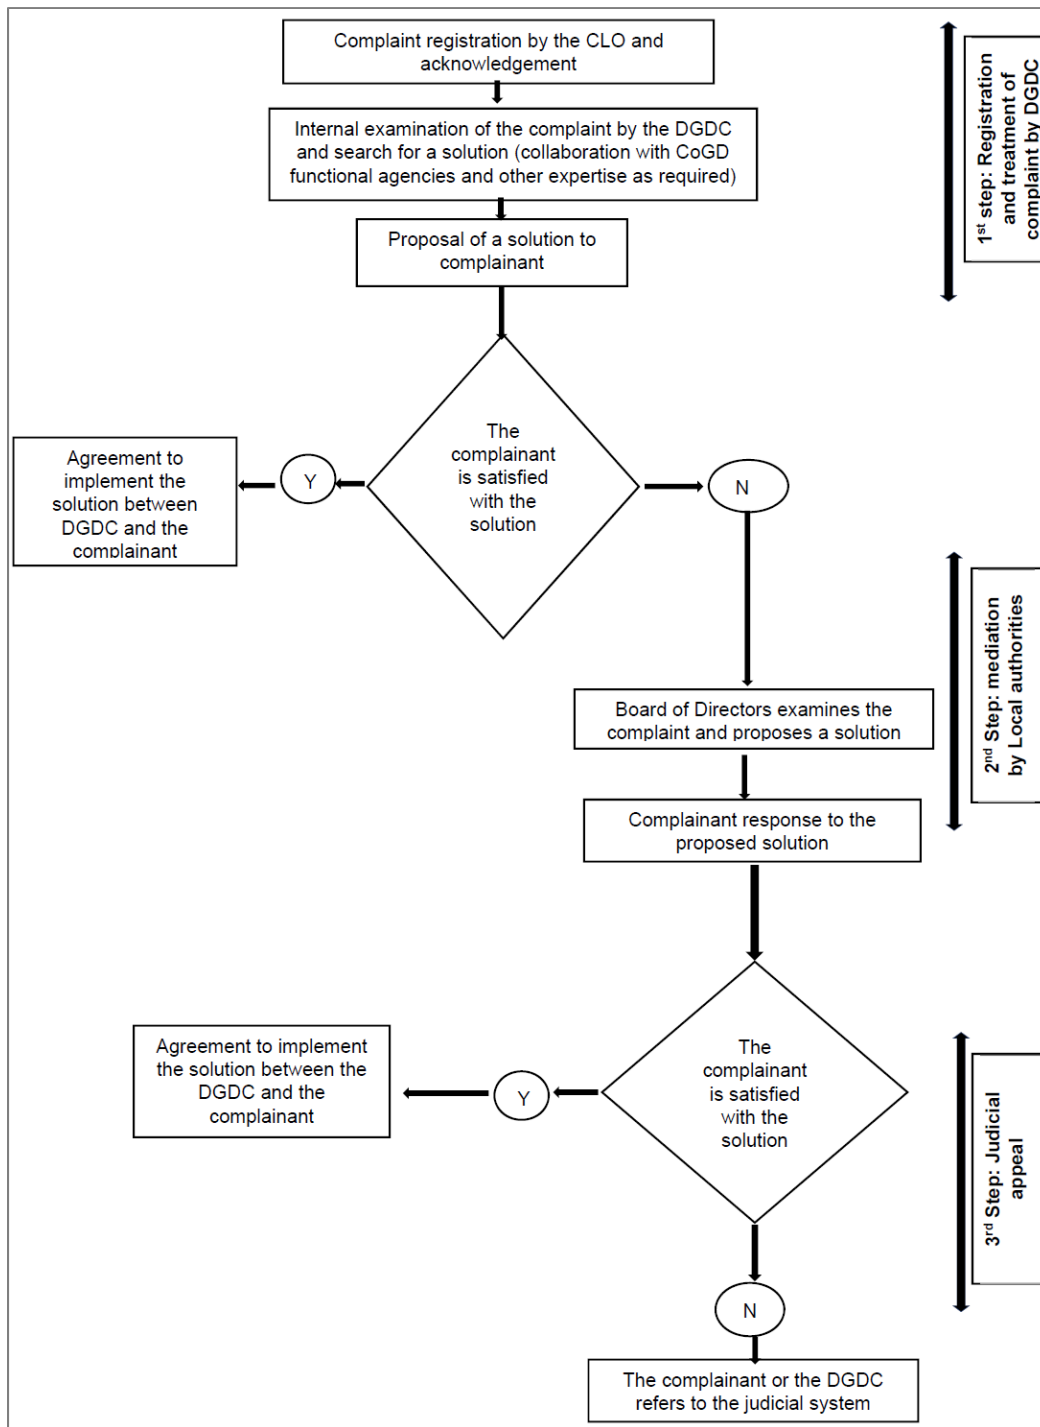 Complaint registration by the CLO and
acknowledgement
Internal examination of the complaint by the DGDC
and search for a solution (collaboration with CoGD
functional agencies and other expertise as required)
Proposal of a solution to
complainant
1st step: Registration
and treatment of
complaint by DGDC
The
complainant
is satisfied
with the
solution
Y
N
Agreement to
implement the
solution between
DGDC and the
complainant
2nd Step: mediation
by Local authorities
Board of Directors examines the
complaint and proposes a solution
Complainant response to the
proposed solution
The
complainant
is satisfied
with the
solution
Y
Agreement to implement
the solution between the
DGDC and the
complainant
3rd Step: Judicial
appeal
N
The complainant or the DGDC
refers to the judicial system